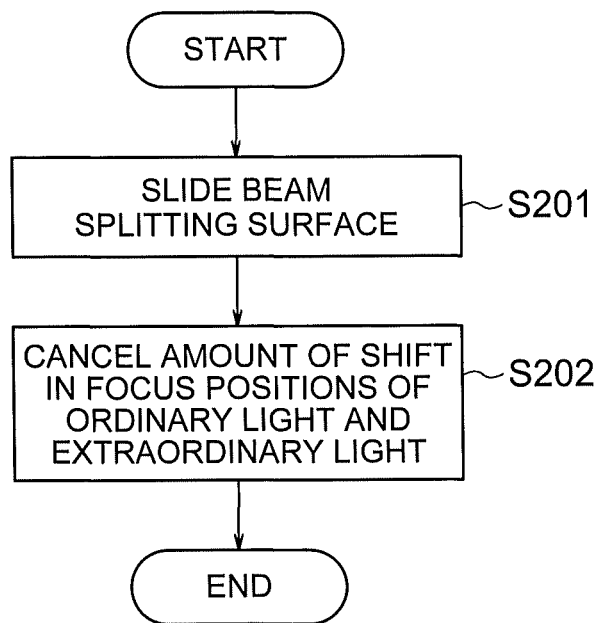 START
SLIDE BEAM
SPLITTING SURFACE
S201
CANCEL AMOUNT OF SHIFT
IN FOCUS POSITIONS OF
ORDINARY LIGHT AND
EXTRAORDINARY LIGHT
S202
END